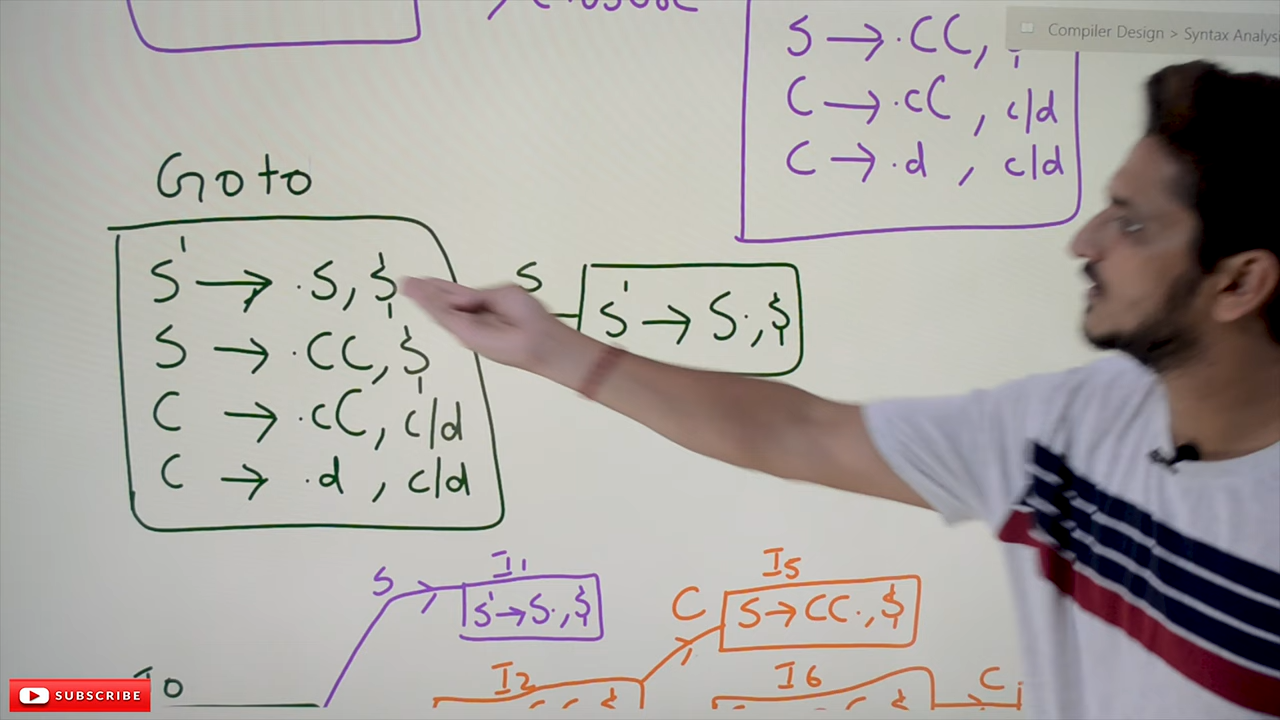 Compiler Design > Syntax Analysi
S → .CC, $
C → .cC, c/d
C → .d, c/d
Goto
S' → .S, $
S → .CC, $
C → .cC, c/d
C → .d, c/d
S
S' → S., $
S
I1
S' → S., $
C
I5
S → CC., $
I0
I2
I6
C
SUBSCRIBE